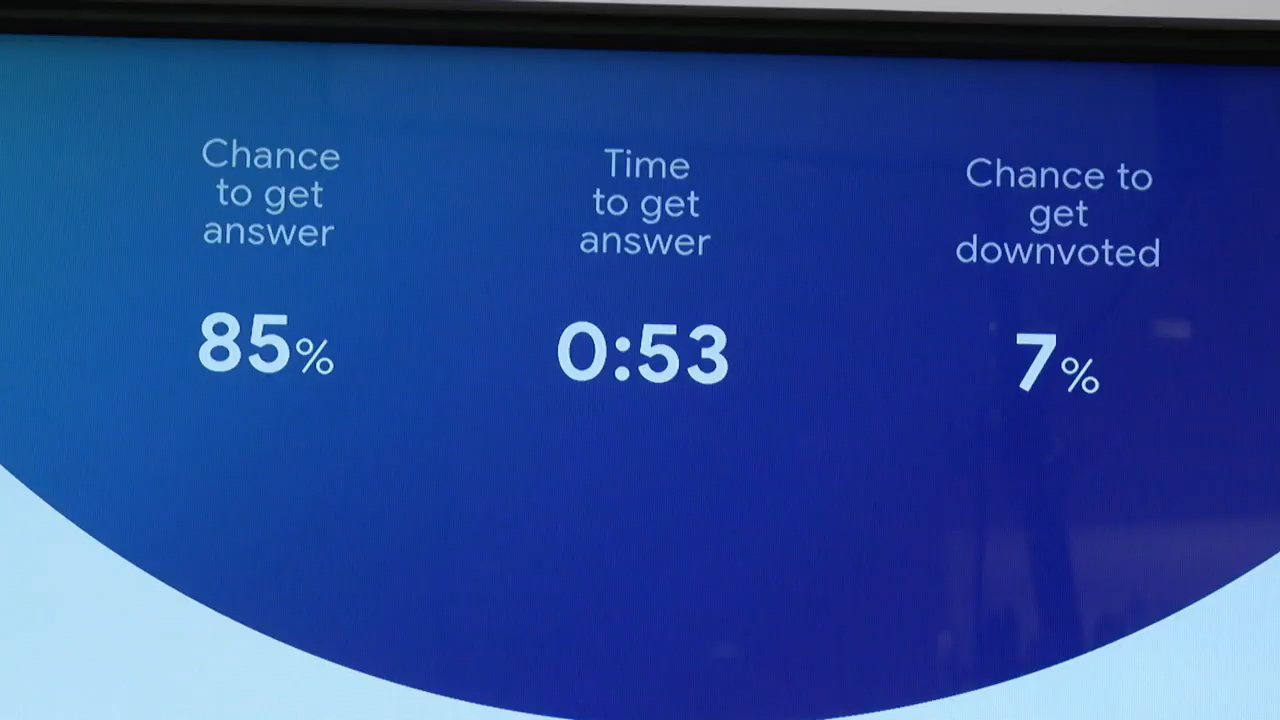 Chance
to get
answer
85%
Time
to get
answer
0:53
Chance to
get
downvoted
7%